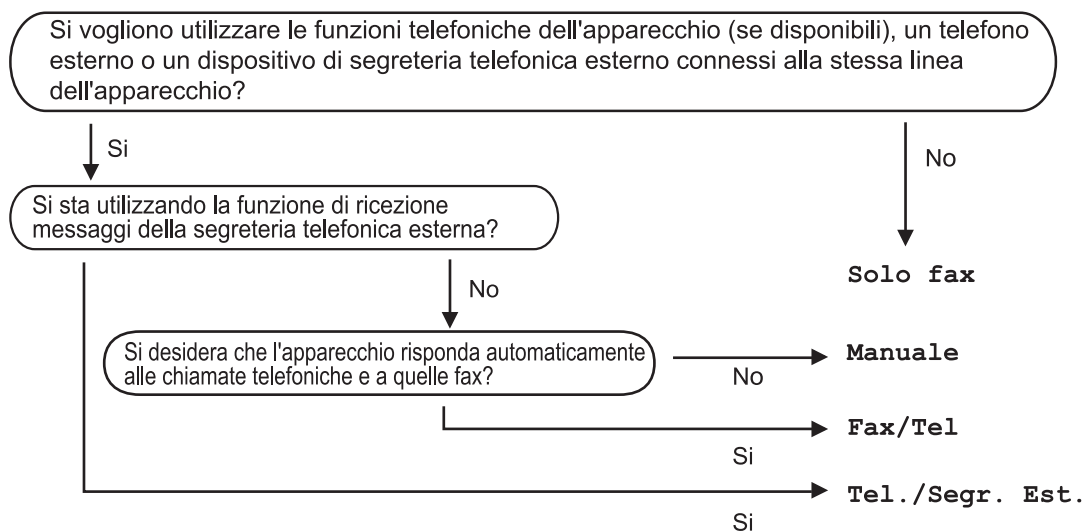 Si vogliono utilizzare le funzioni telefoniche dell'apparecchio (se disponibili), un telefono
esterno o un dispositivo di segreteria telefonica esterno connessi alla stessa linea
dell'apparecchio?
Si
No
Si sta utilizzando la funzione di ricezione
messaggi della segreteria telefonica esterna?
Solo fax
No
Si desidera che l'apparecchio risponda automaticamente
alle chiamate telefoniche e a quelle fax?
No
Manuale
Si
Fax/Tel
Si
Tel./Segr. Est.